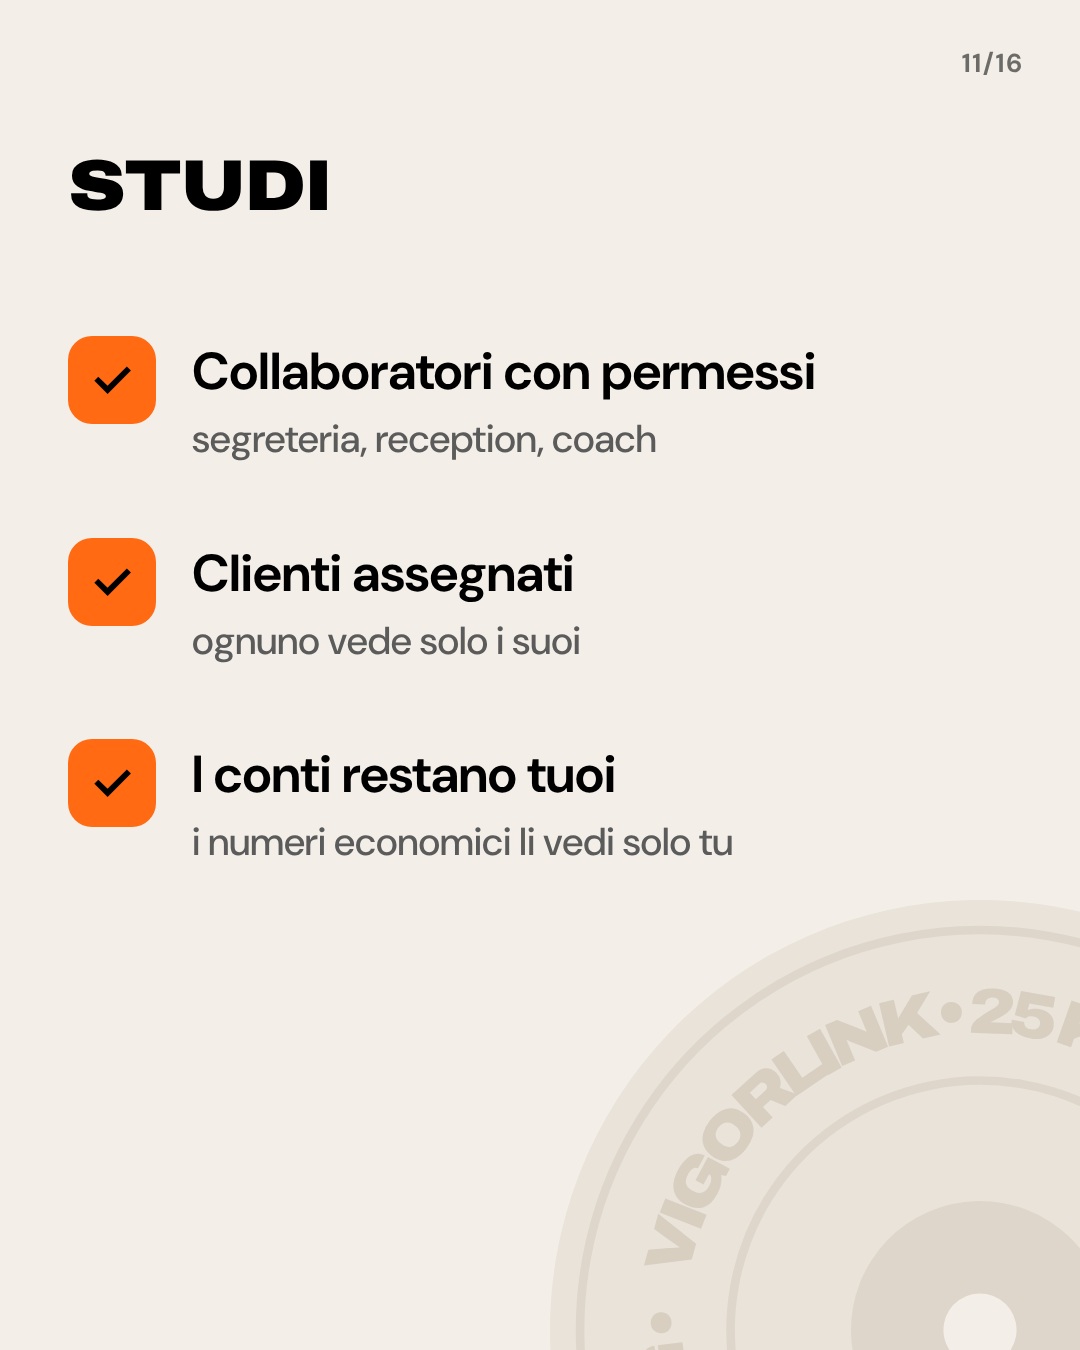 11/16
STUDI
Collaboratori con permessi
segreteria, reception, coach
Clienti assegnati
ognuno vede solo i suoi
I conti restano tuoi
i numeri economici li vedi solo tu
VIGORLINK • 25